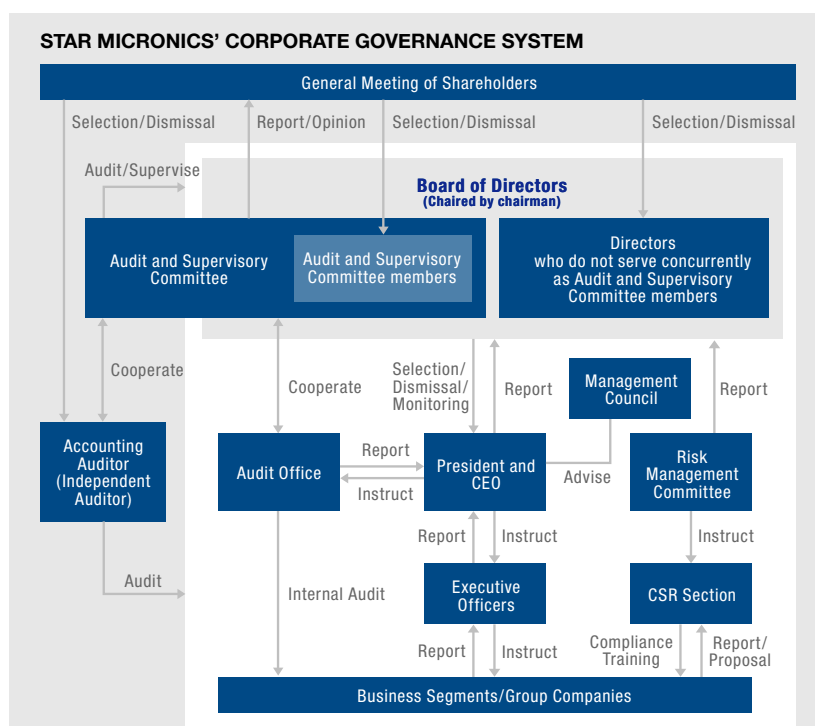 STAR MICRONICS’ CORPORATE GOVERNANCE SYSTEM
General Meeting of Shareholders
Selection/Dismissal
Report/Opinion
Selection/Dismissal
Selection/Dismissal
Audit/Supervise
Board of Directors
(Chaired by chairman)
Audit and Supervisory
Committee
Audit and Supervisory
Committee members
Directors
who do not serve concurrently
as Audit and Supervisory
Committee members
Cooperate
Cooperate
Selection/
Dismissal/
Monitoring
Report
Management
Council
Report
Accounting
Auditor
(Independent
Auditor)
Audit Office
Report
Instruct
President and
CEO
Advise
Risk
Management
Committee
Report
Instruct
Instruct
Audit
Internal Audit
Executive
Officers
CSR Section
Report
Instruct
Compliance
Training
Report/
Proposal
Business Segments/Group Companies